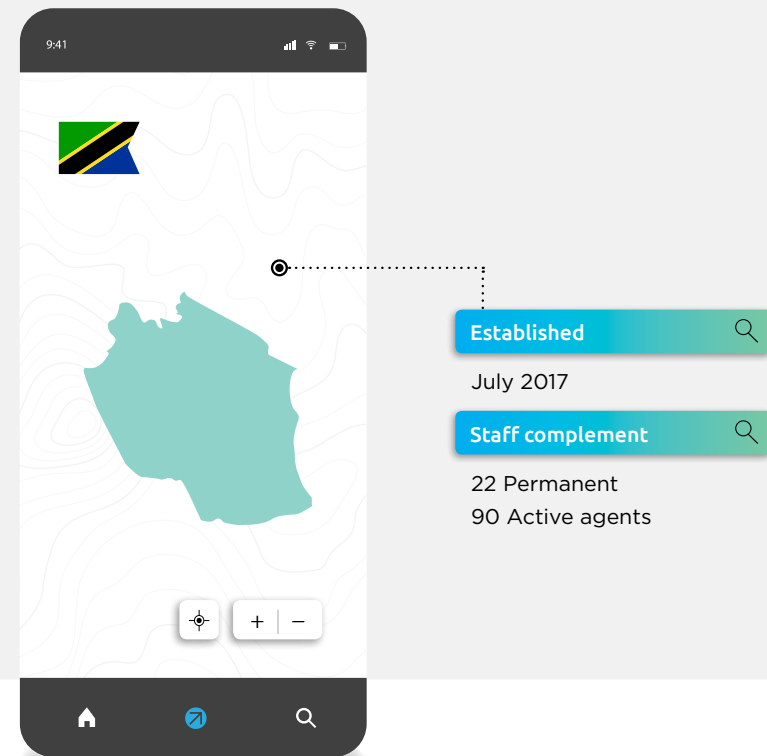 9:41
Established
July 2017
Staff complement
22 Permanent
90 Active agents